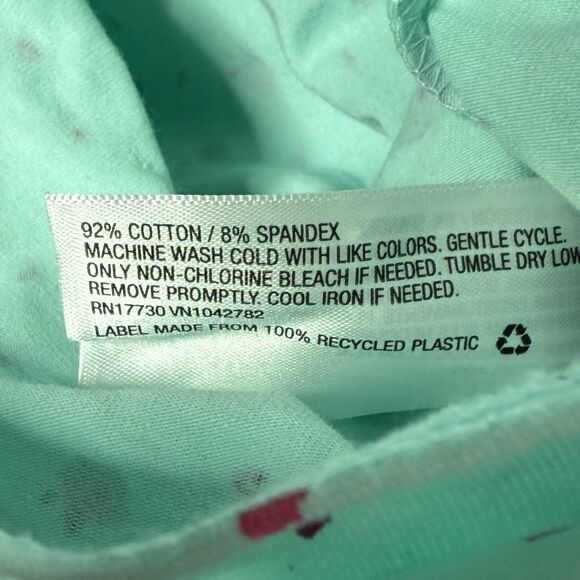 92% COTTON / 8% SPANDEX
MACHINE WASH COLD WITH LIKE COLORS. GENTLE CYCLE.
ONLY NON-CHLORINE BLEACH IF NEEDED. TUMBLE DRY LOW
REMOVE PROMPTLY. COOL IRON IF NEEDED.
RN17730 VN1042782
LABEL MADE FROM 100% RECYCLED PLASTIC